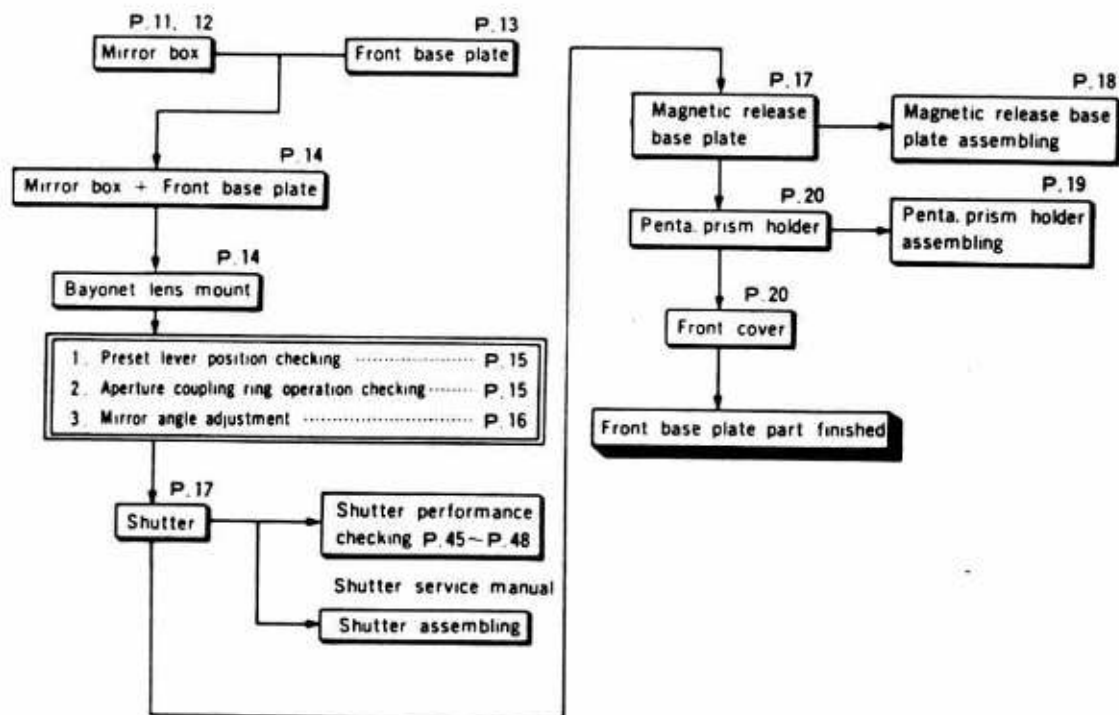 P.11, 12
Mirror box
P.13
Front base plate
P.14
Mirror box + Front base plate
P.14
Bayonet lens mount
1. Preset lever position checking ················ P.15
2. Aperture coupling ring operation checking ······· P.15
3. Mirror angle adjustment ······················ P.16
P.17
Shutter
Shutter performance
checking P.45~P.48
Shutter service manual
Shutter assembling
P.17
Magnetic release
base plate
P.18
Magnetic release base
plate assembling
P.20
Penta. prism holder
P.19
Penta. prism holder
assembling
P.20
Front cover
Front base plate part finished